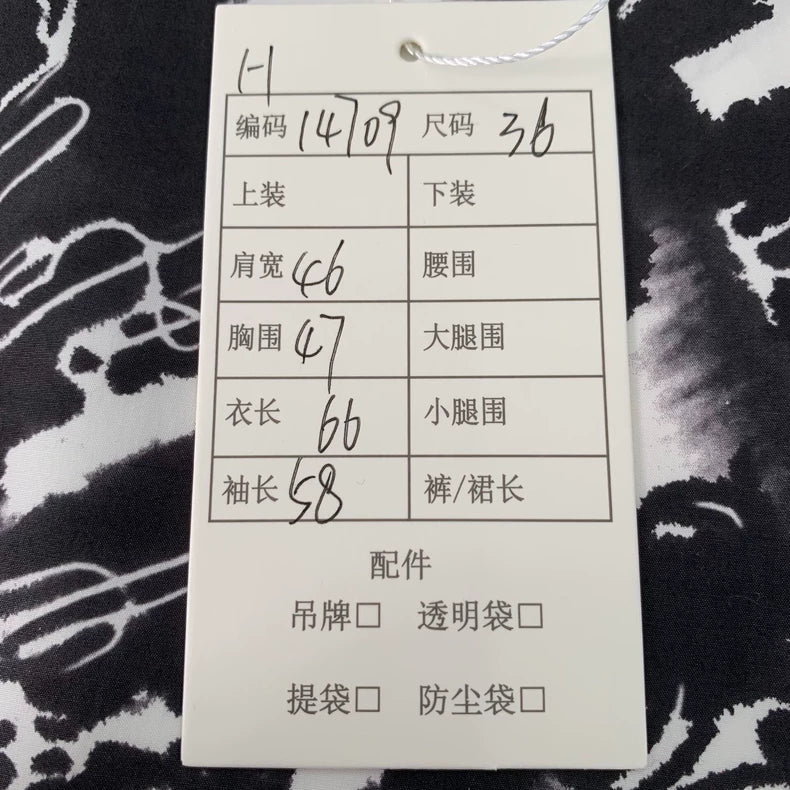 H
编码 14709 尺码 36
上装 下装
肩宽 46 腰围
胸围 47 大腿围
衣长 66 小腿围
袖长 58 裤/裙长
配件
吊牌□ 透明袋□
提袋□ 防尘袋□